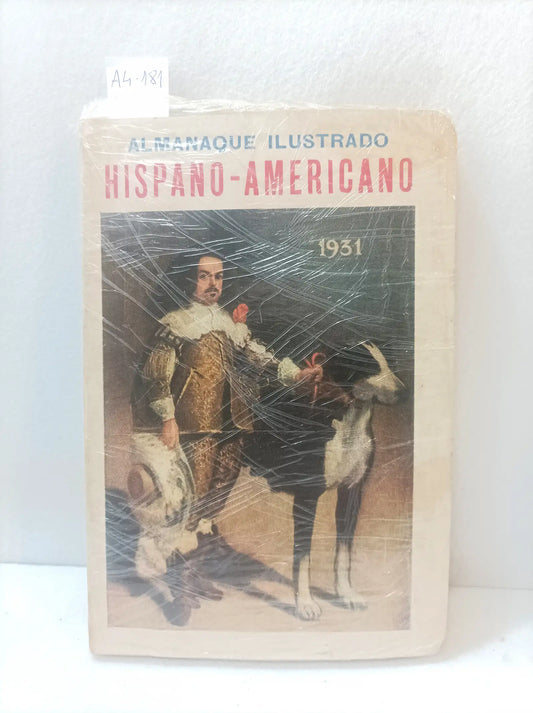 A4-181
ALMANAQUE ILUSTRADO
HISPANO-AMERICANO
1931